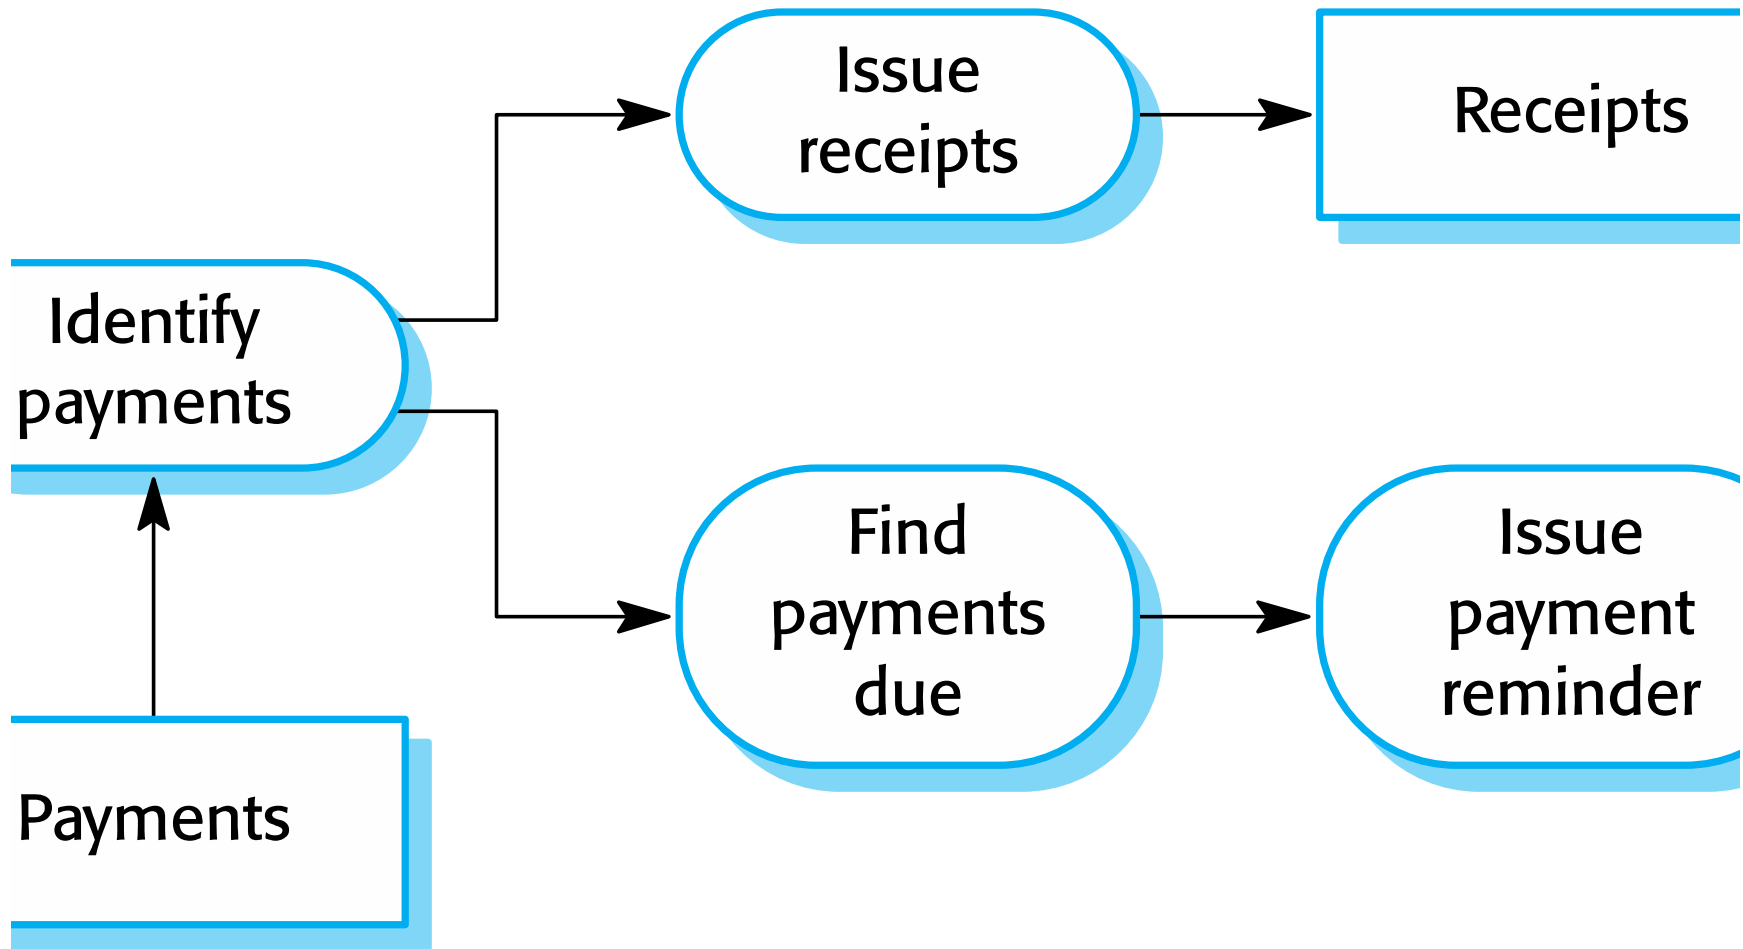 Issue
receipts
Receipts
Identify
payments
Find
payments
due
Issue
payment
reminder
Payments